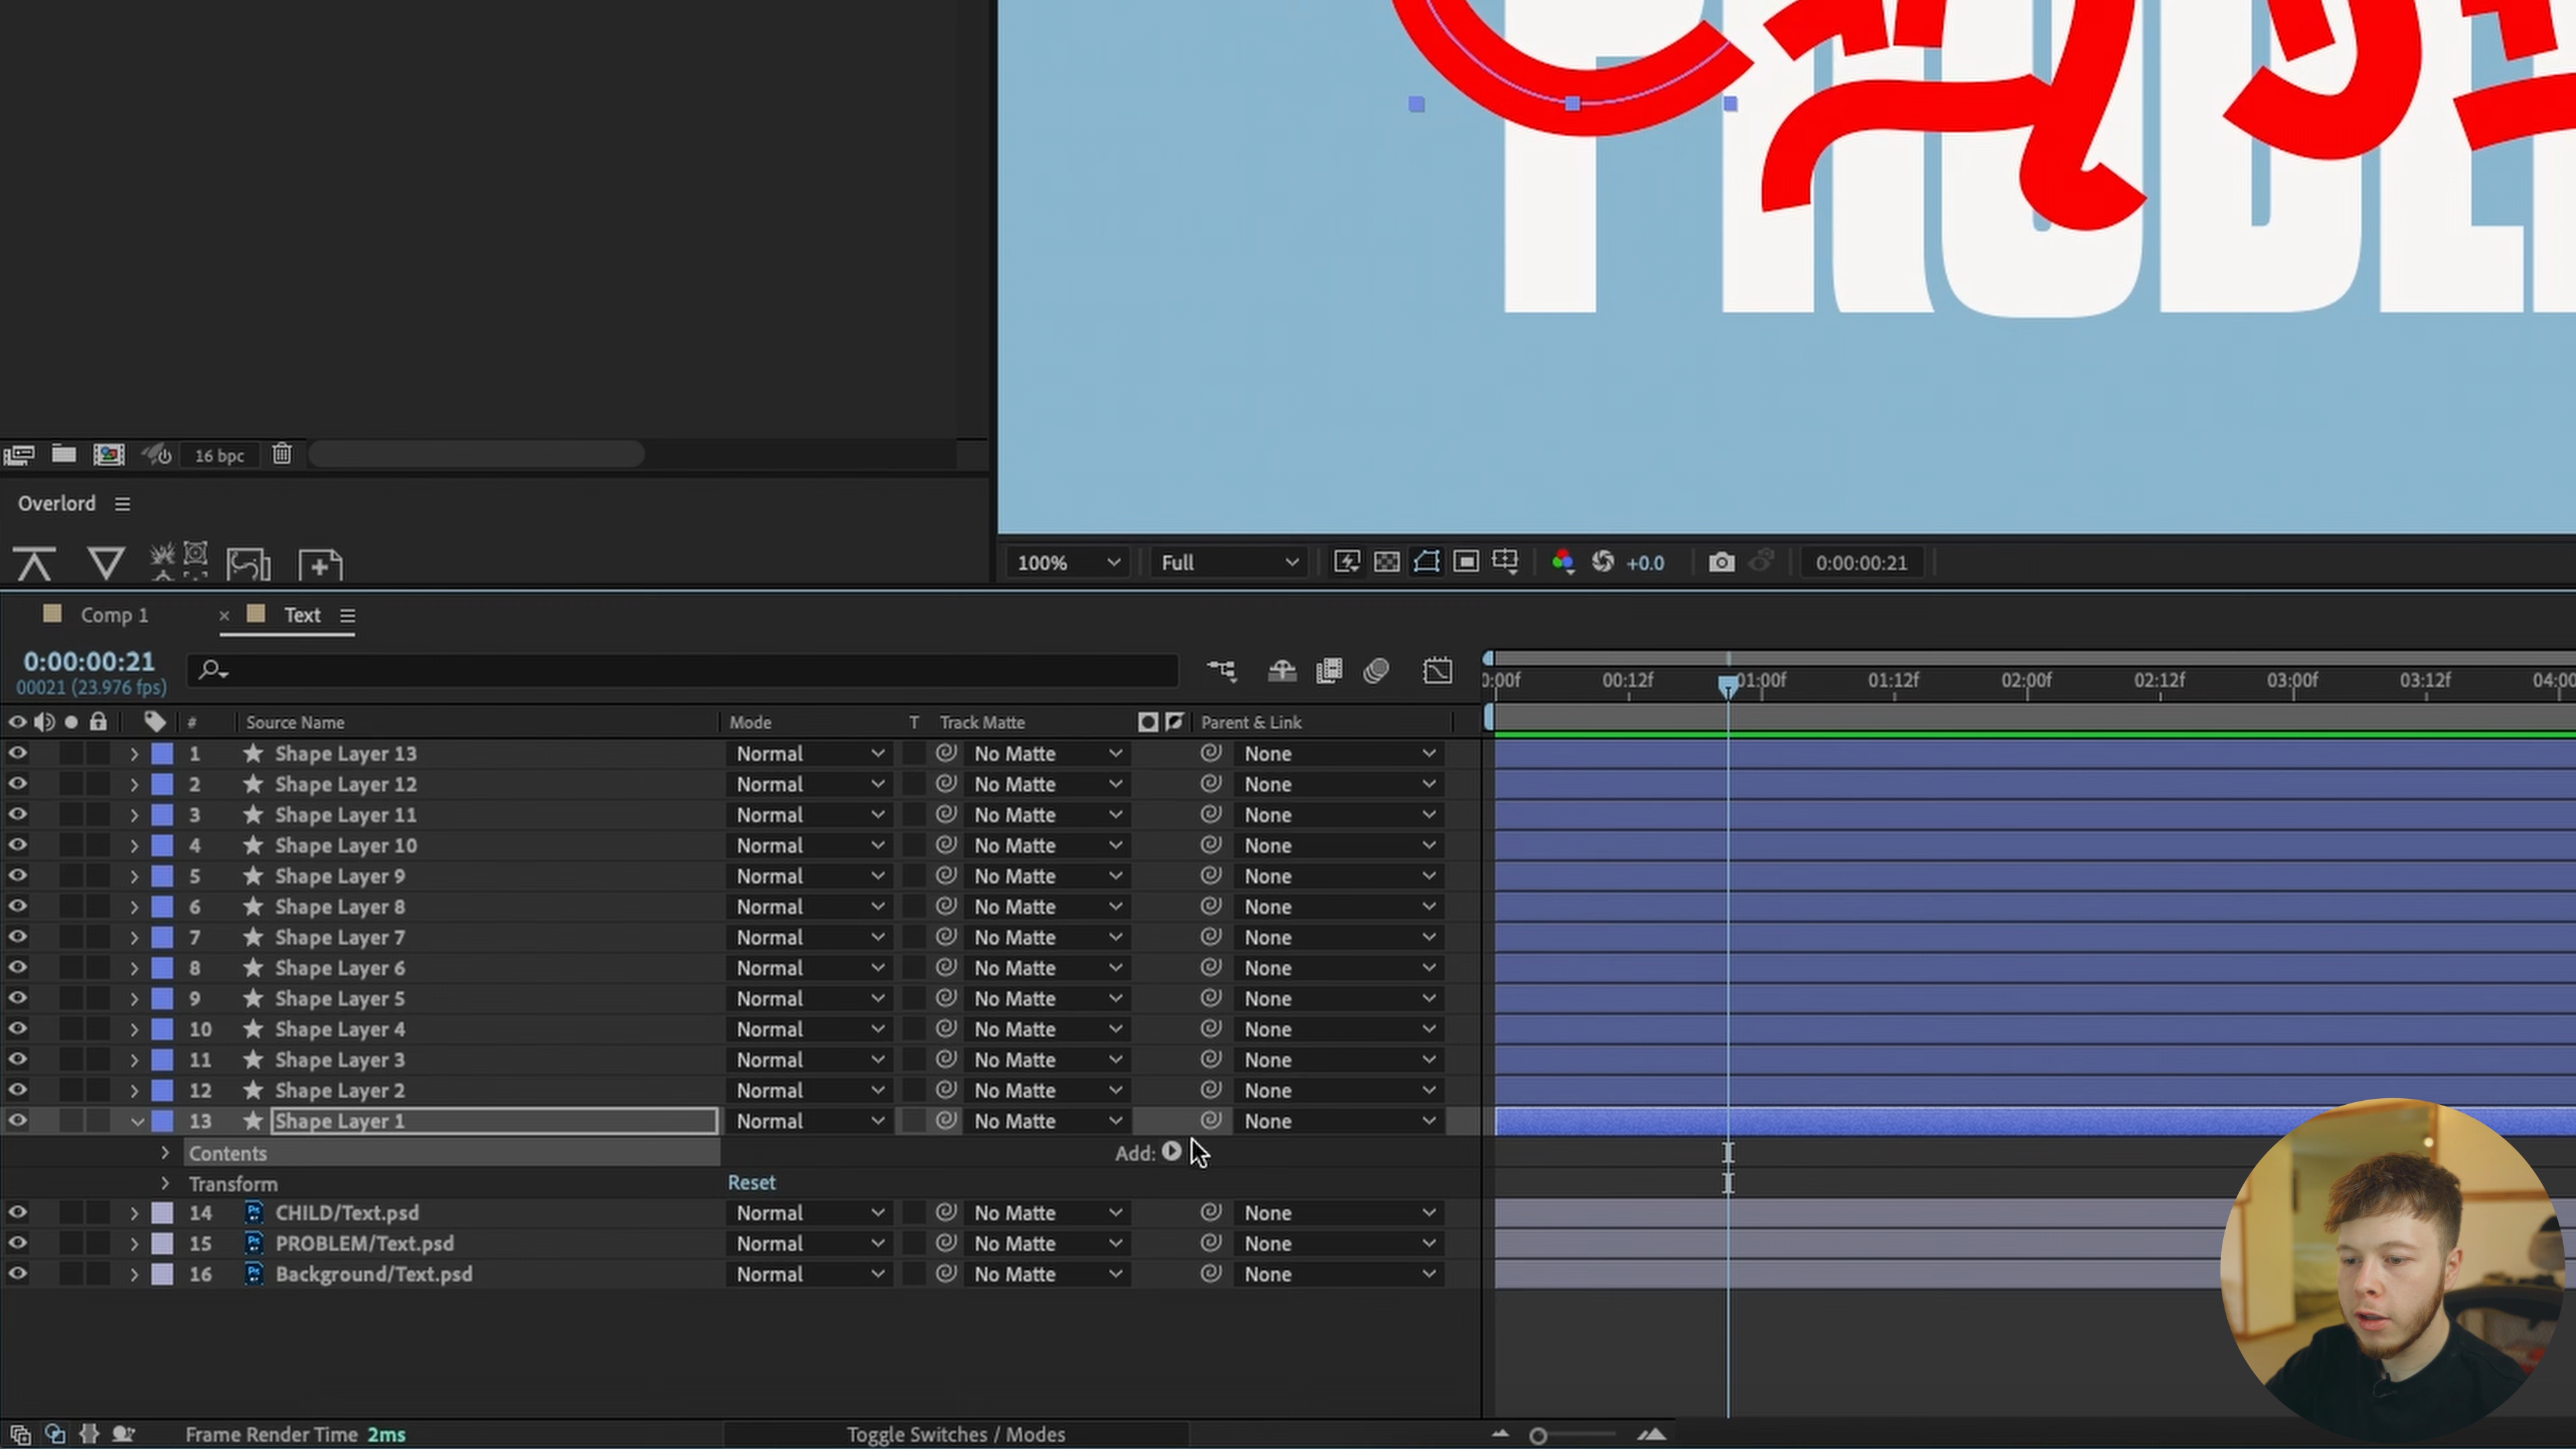 PROBLE
16 bpc
Overlord
100% Full +0.0 0:00:00:21
Comp 1 × Text
0:00:00:21
00021 (23.976 fps)
0:00f 00:12f 01:00f 01:12f 02:00f 02:12f 03:00f 03:12f 04:00
# Source Name Mode T Track Matte Parent & Link
1 Shape Layer 13 Normal No Matte None
2 Shape Layer 12 Normal No Matte None
3 Shape Layer 11 Normal No Matte None
4 Shape Layer 10 Normal No Matte None
5 Shape Layer 9 Normal No Matte None
6 Shape Layer 8 Normal No Matte None
7 Shape Layer 7 Normal No Matte None
8 Shape Layer 6 Normal No Matte None
9 Shape Layer 5 Normal No Matte None
10 Shape Layer 4 Normal No Matte None
11 Shape Layer 3 Normal No Matte None
12 Shape Layer 2 Normal No Matte None
13 Shape Layer 1 Normal No Matte None
Contents Add:
Transform Reset
14 Ps CHILD/Text.psd Normal No Matte None
15 Ps PROBLEM/Text.psd Normal No Matte None
16 Ps Background/Text.psd Normal No Matte None
Frame Render Time 2ms Toggle Switches / Modes